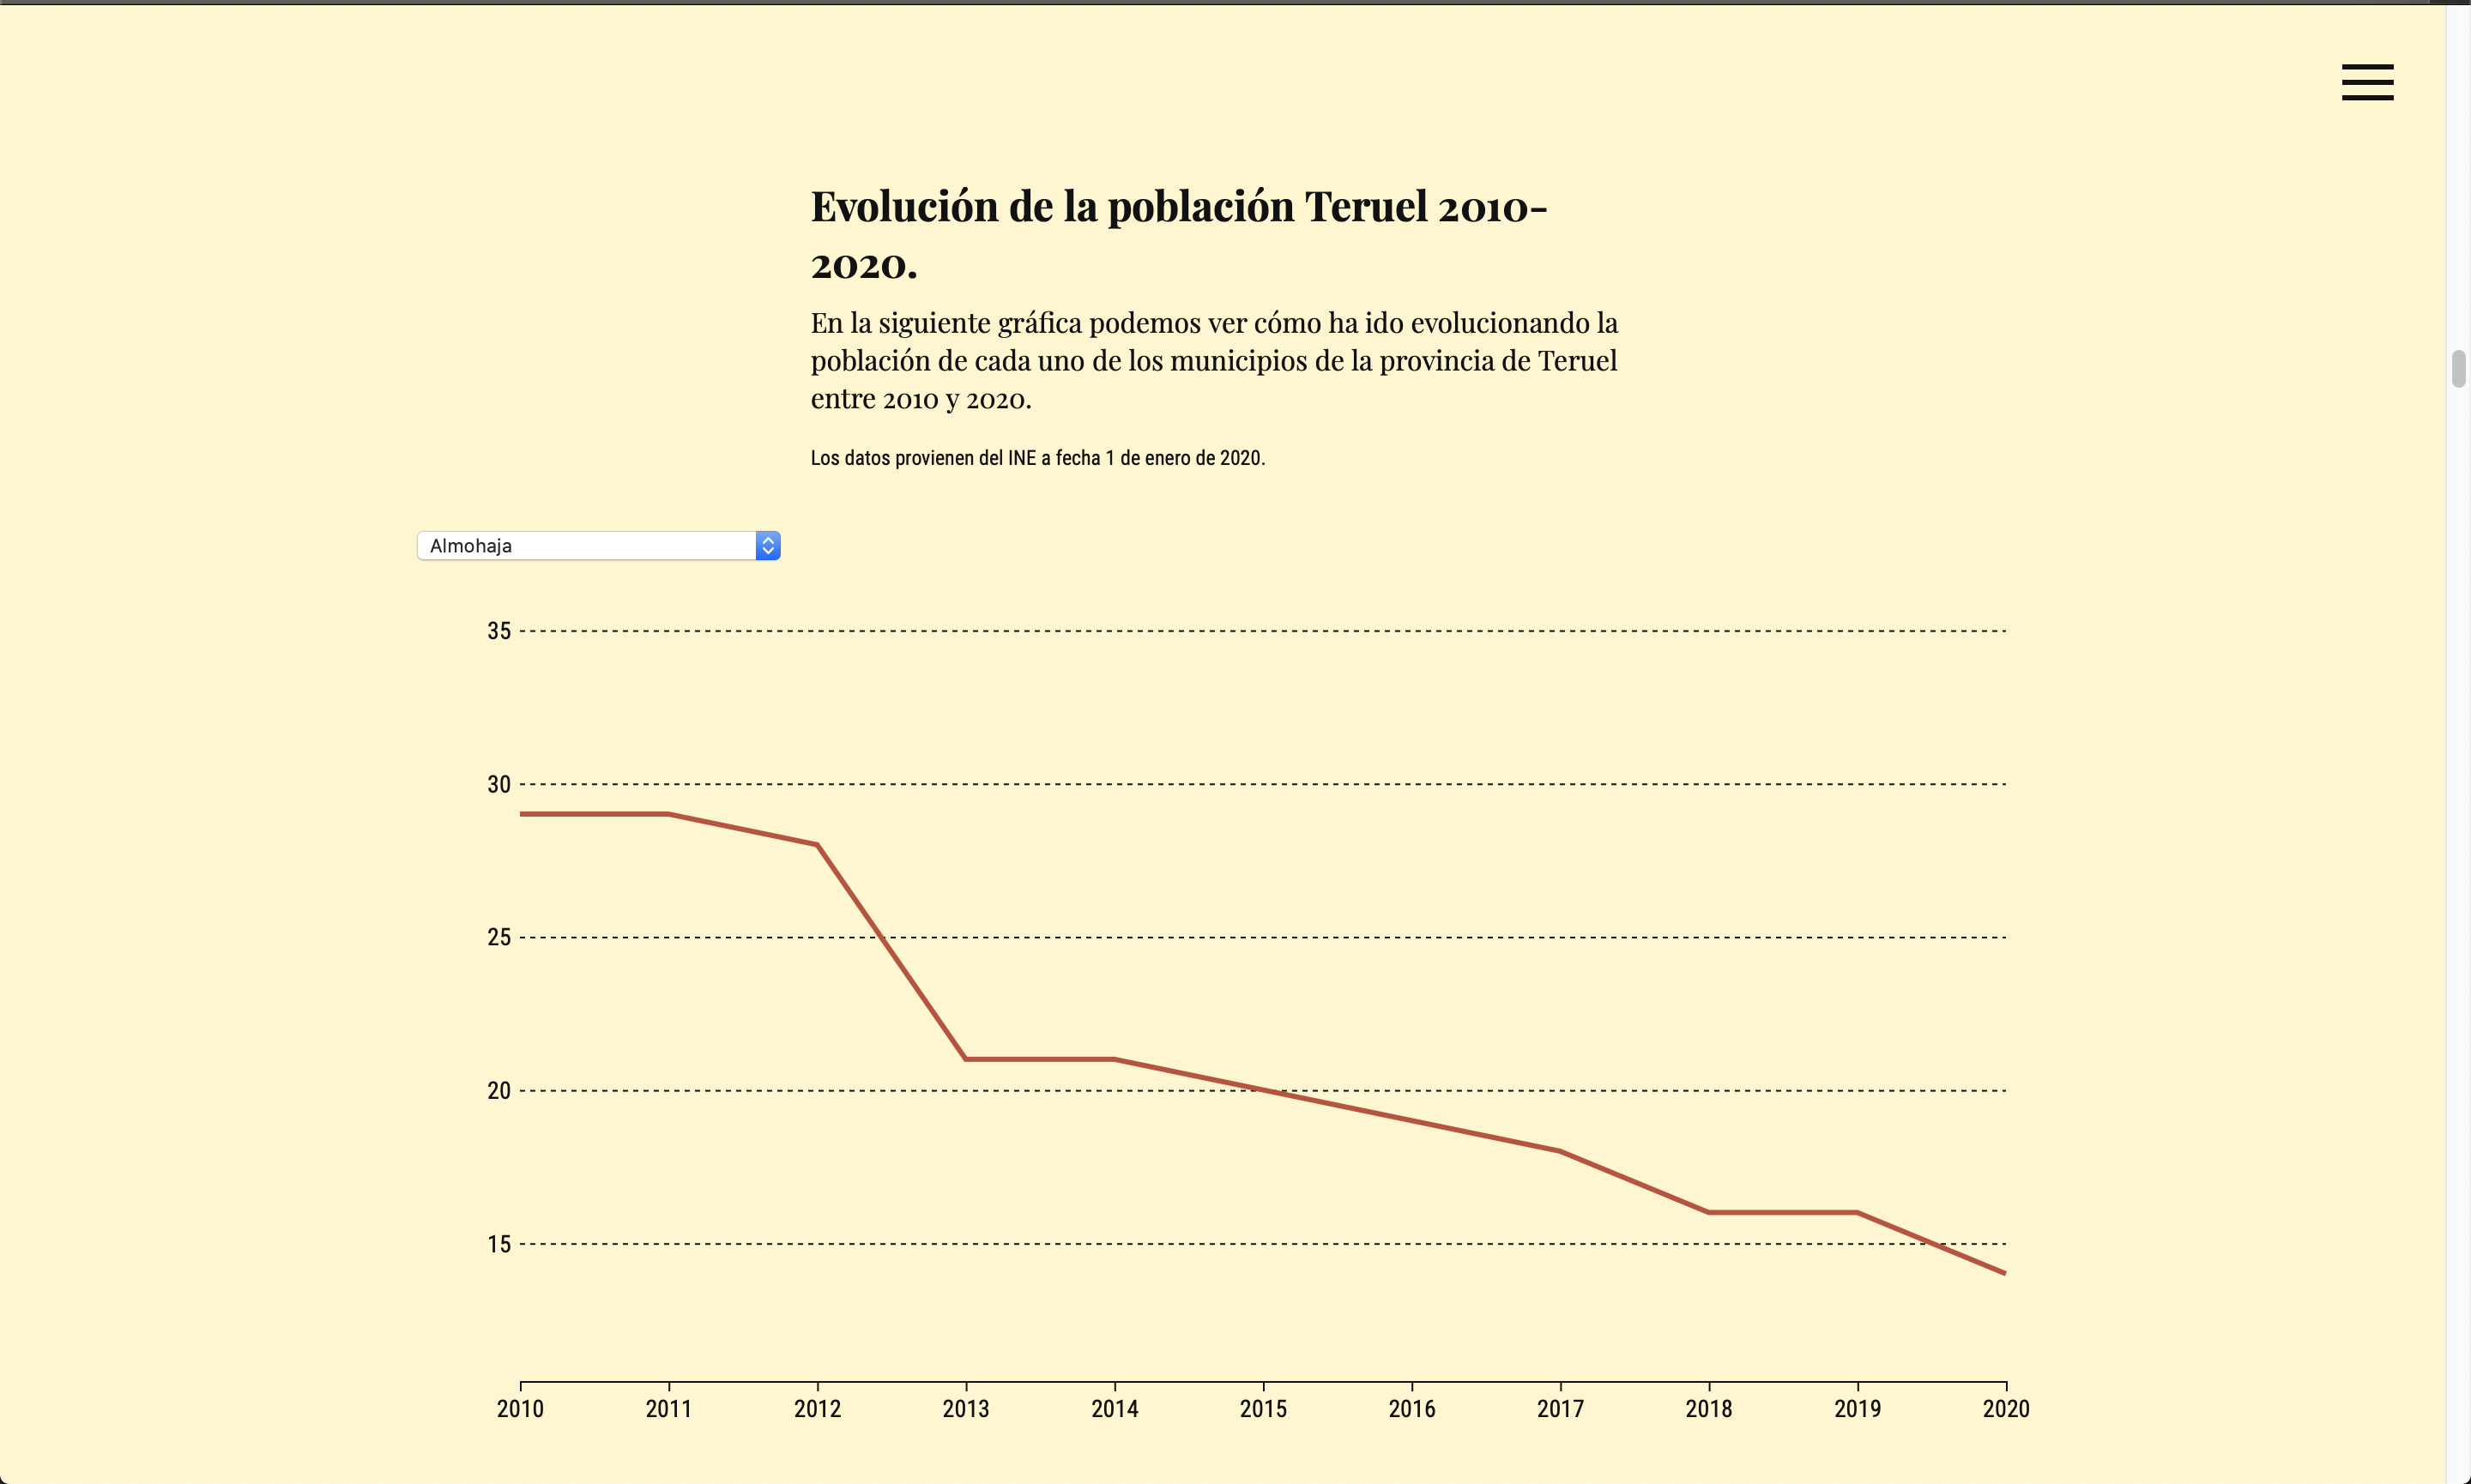 Evolución de la población Teruel 2010-
2020.
En la siguiente gráfica podemos ver cómo ha ido evolucionando la
población de cada uno de los municipios de la provincia de Teruel
entre 2010 y 2020.
Los datos provienen del INE a fecha 1 de enero de 2020.
Almohaja
35
30
25
20
15
2010 2011 2012 2013 2014 2015 2016 2017 2018 2019 2020